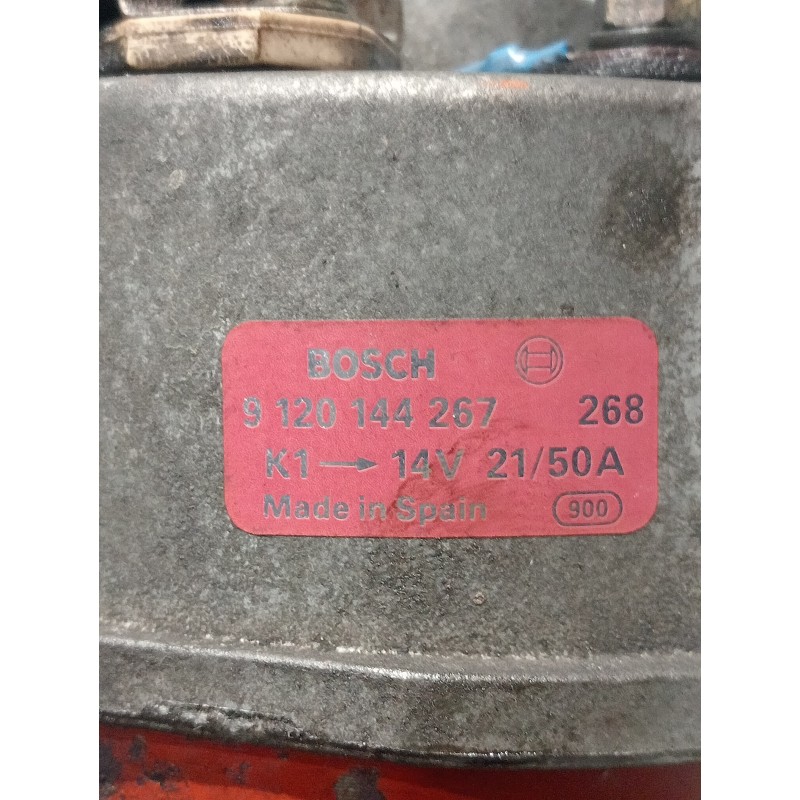 BOSCH
9 120 144 267 268
K1 → 14V 21/50A
Made in Spain 900